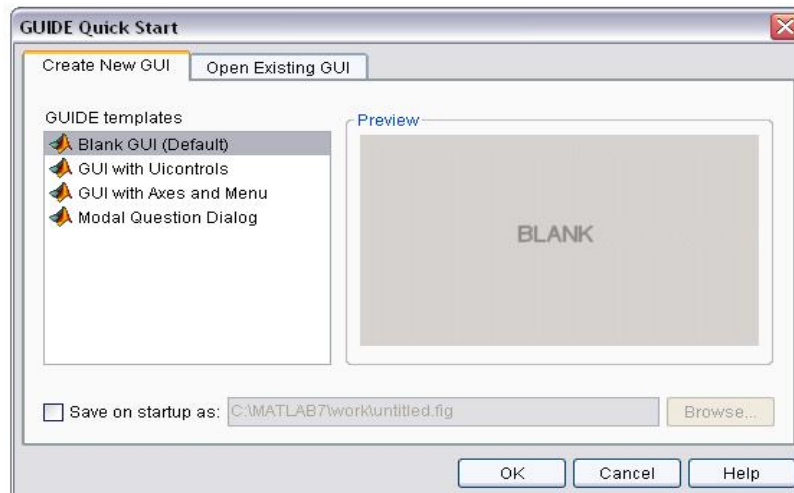 GUIDE Quick Start
Create New GUI
Open Existing GUI
GUIDE templates
Blank GUI (Default)
GUI with Uicontrols
GUI with Axes and Menu
Modal Question Dialog
Preview
BLANK
Save on startup as:
C:\MATLAB7\work\untitled.fig
Browse...
OK
Cancel
Help